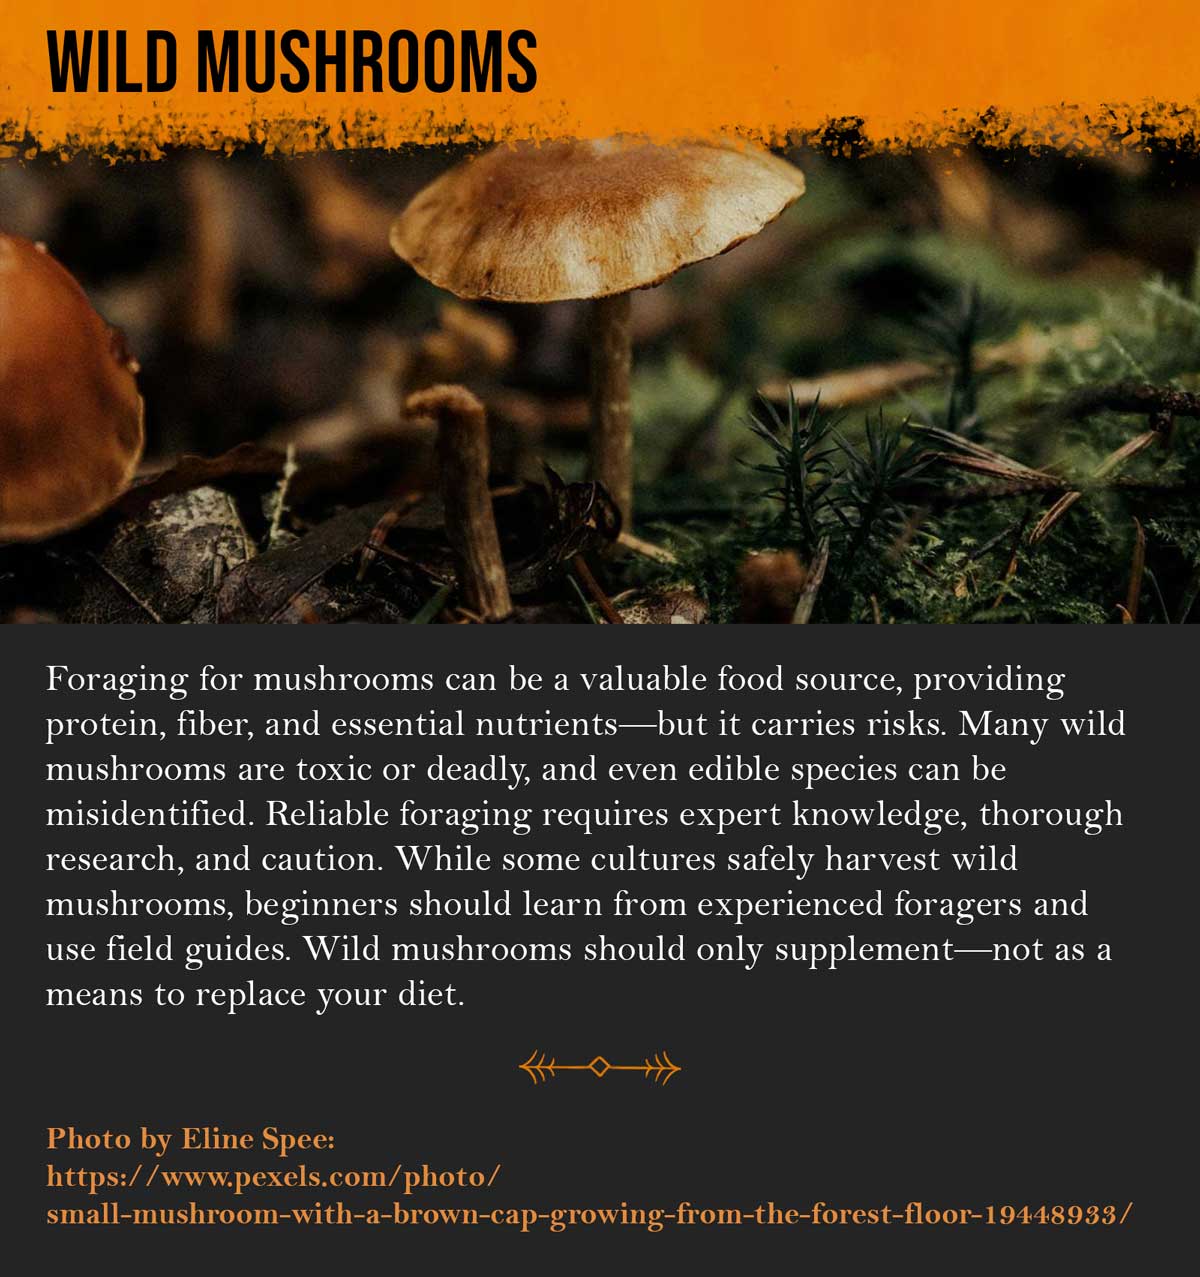 WILD MUSHROOMS
Foraging for mushrooms can be a valuable food source, providing
protein, fiber, and essential nutrients—but it carries risks. Many wild
mushrooms are toxic or deadly, and even edible species can be
misidentified. Reliable foraging requires expert knowledge, thorough
research, and caution. While some cultures safely harvest wild
mushrooms, beginners should learn from experienced foragers and
use field guides. Wild mushrooms should only supplement—not as a
means to replace your diet.
Photo by Eline Spee:
https://www.pexels.com/photo/
small-mushroom-with-a-brown-cap-growing-from-the-forest-floor-19448933/